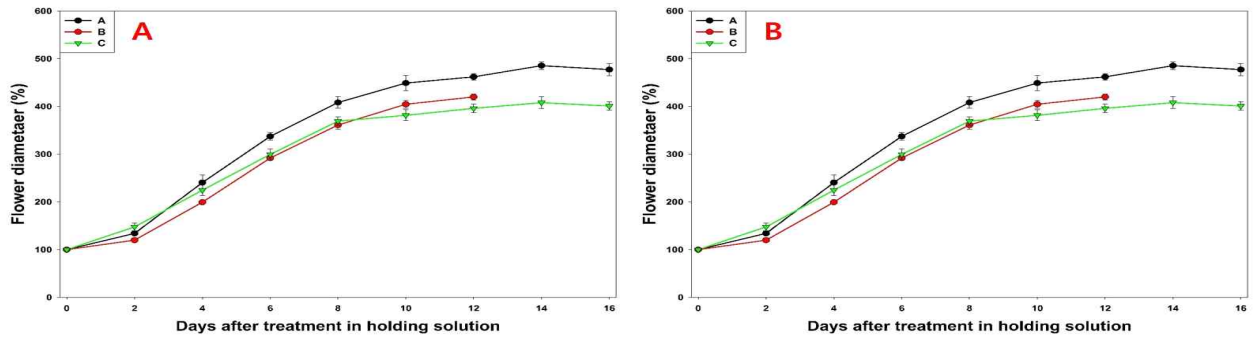 A
A
B
C
600
500
400
300
200
100
0
Flower diametaer (%)
0 2 4 6 8 10 12 14 16
Days after treatment in holding solution
B
A
B
C
600
500
400
300
200
100
0
Flower diametaer (%)
0 2 4 6 8 10 12 14 16
Days after treatment in holding solution